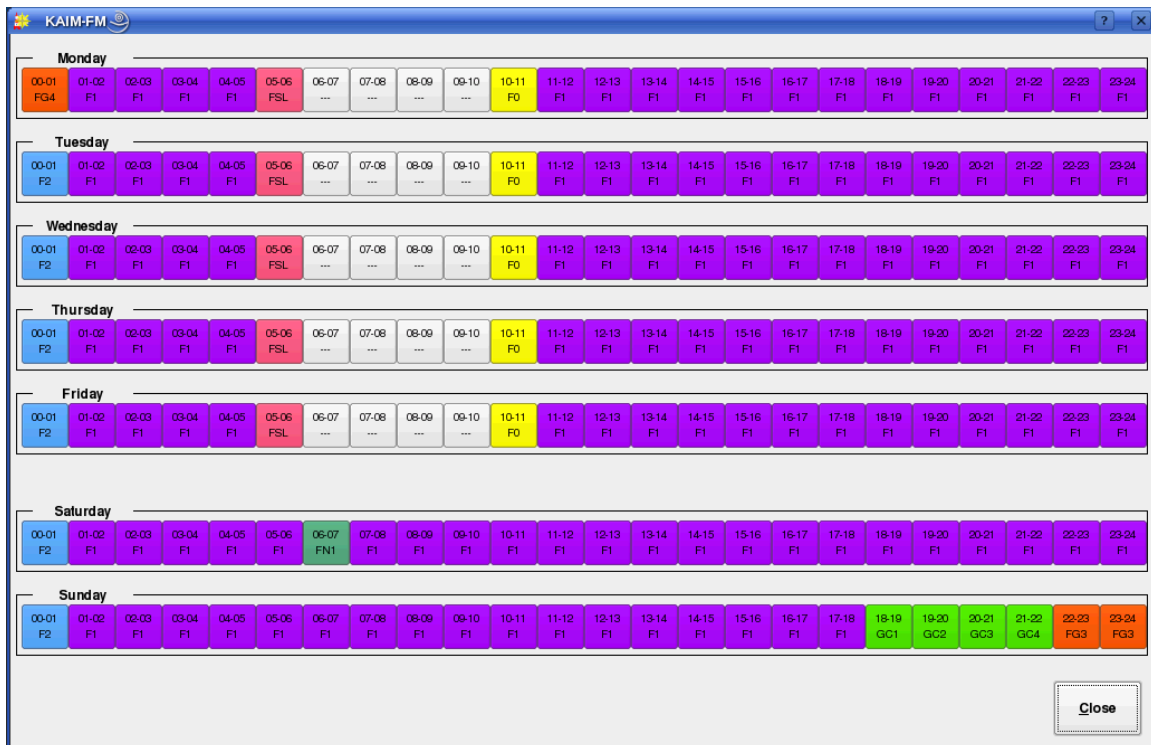 KAIM-FM
Monday
00-01 01-02 02-03 03-04 04-05 05-06 06-07 07-08 08-09 09-10 10-11 11-12 12-13 13-14 14-15 15-16 16-17 17-18 18-19 19-20 20-21 21-22 22-23 23-24
FG4 F1 F1 F1 F1 FSL --- --- --- --- F0 F1 F1 F1 F1 F1 F1 F1 F1 F1 F1 F1 F1 F1
Tuesday
00-01 01-02 02-03 03-04 04-05 05-06 06-07 07-08 08-09 09-10 10-11 11-12 12-13 13-14 14-15 15-16 16-17 17-18 18-19 19-20 20-21 21-22 22-23 23-24
F2 F1 F1 F1 F1 FSL --- --- --- --- F0 F1 F1 F1 F1 F1 F1 F1 F1 F1 F1 F1 F1 F1
Wednesday
00-01 01-02 02-03 03-04 04-05 05-06 06-07 07-08 08-09 09-10 10-11 11-12 12-13 13-14 14-15 15-16 16-17 17-18 18-19 19-20 20-21 21-22 22-23 23-24
F2 F1 F1 F1 F1 FSL --- --- --- --- F0 F1 F1 F1 F1 F1 F1 F1 F1 F1 F1 F1 F1 F1
Thursday
00-01 01-02 02-03 03-04 04-05 05-06 06-07 07-08 08-09 09-10 10-11 11-12 12-13 13-14 14-15 15-16 16-17 17-18 18-19 19-20 20-21 21-22 22-23 23-24
F2 F1 F1 F1 F1 FSL --- --- --- --- F0 F1 F1 F1 F1 F1 F1 F1 F1 F1 F1 F1 F1 F1
Friday
00-01 01-02 02-03 03-04 04-05 05-06 06-07 07-08 08-09 09-10 10-11 11-12 12-13 13-14 14-15 15-16 16-17 17-18 18-19 19-20 20-21 21-22 22-23 23-24
F2 F1 F1 F1 F1 FSL --- --- --- --- F0 F1 F1 F1 F1 F1 F1 F1 F1 F1 F1 F1 F1 F1
Saturday
00-01 01-02 02-03 03-04 04-05 05-06 06-07 07-08 08-09 09-10 10-11 11-12 12-13 13-14 14-15 15-16 16-17 17-18 18-19 19-20 20-21 21-22 22-23 23-24
F2 F1 F1 F1 F1 F1 FN1 F1 F1 F1 F1 F1 F1 F1 F1 F1 F1 F1 F1 F1 F1 F1 F1 F1
Sunday
00-01 01-02 02-03 03-04 04-05 05-06 06-07 07-08 08-09 09-10 10-11 11-12 12-13 13-14 14-15 15-16 16-17 17-18 18-19 19-20 20-21 21-22 22-23 23-24
F2 F1 F1 F1 F1 F1 F1 F1 F1 F1 F1 F1 F1 F1 F1 F1 F1 F1 GC1 GC2 GC3 GC4 FG3 FG3
Close